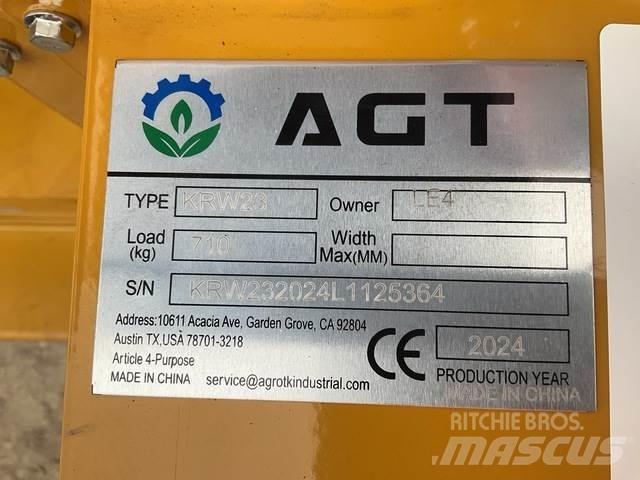 AGT
TYPE KRW23 Owner LE4
Load (kg) 710 Width Max(MM)
S/N KRW232024L1125364
Address:10611 Acacia Ave, Garden Grove, CA 92804
Austin TX,USA 78701-3218
Article 4-Purpose
MADE IN CHINA service@agrotkindustrial.com
CE 2024
PRODUCTION YEAR
MADE IN CHINA
RITCHIE BROS.
MASCUS